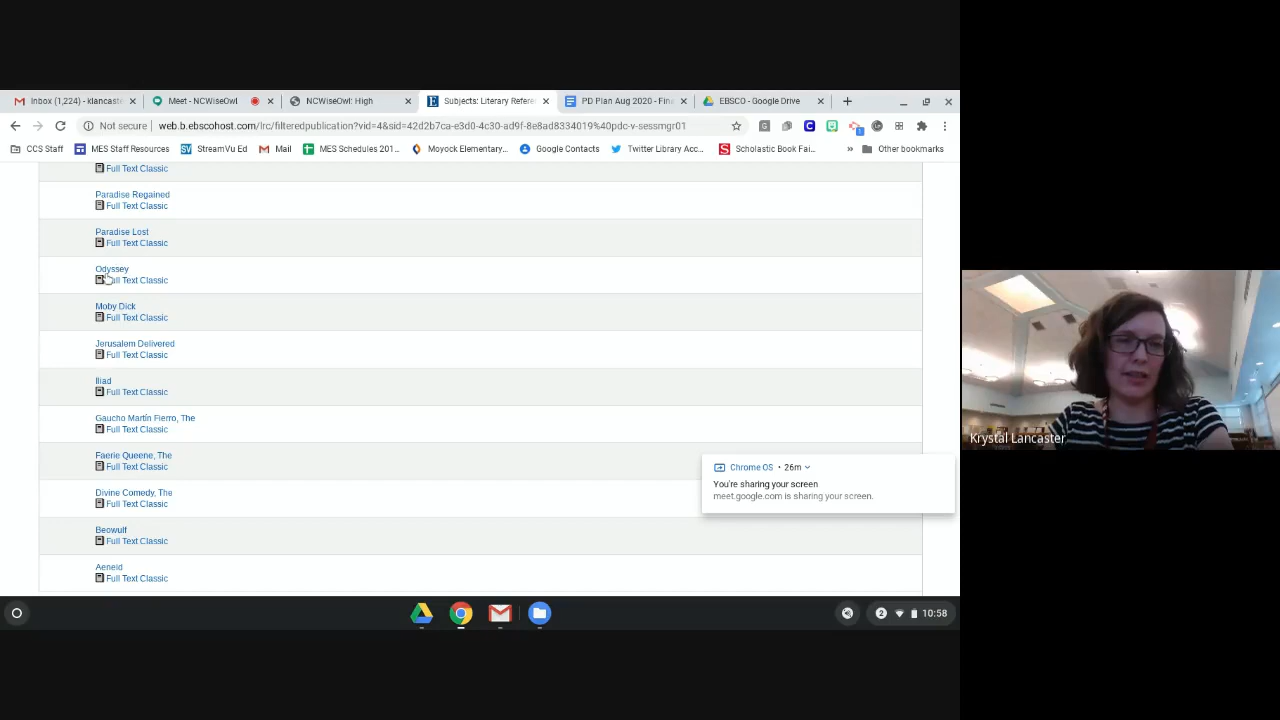 Inbox (1,224) - klancaste
Meet - NCWiseOwl
NCWiseOwl: High
Subjects: Literary Refere
PD Plan Aug 2020 - Fina
EBSCO - Google Drive
Not secure
web.b.ebscohost.com/lrc/filteredpublication?vid=4&sid=42d2b7ca-e3d0-4c30-ad9f-8e8ad8334019%40pdc-v-sessmgr01
CCS Staff
MES Staff Resources
StreamVu Ed
Mail
MES Schedules 201...
Moyock Elementary...
Google Contacts
Twitter Library Acc...
Scholastic Book Fai...
Other bookmarks
Full Text Classic
Paradise Regained
Full Text Classic
Paradise Lost
Full Text Classic
Odyssey
Full Text Classic
Moby Dick
Full Text Classic
Jerusalem Delivered
Full Text Classic
Iliad
Full Text Classic
Gaucho Martín Fierro, The
Full Text Classic
Faerie Queene, The
Full Text Classic
Divine Comedy, The
Full Text Classic
Beowulf
Full Text Classic
Aeneid
Full Text Classic
Chrome OS • 26m
You're sharing your screen
meet.google.com is sharing your screen.
Krystal Lancaster
2
10:58